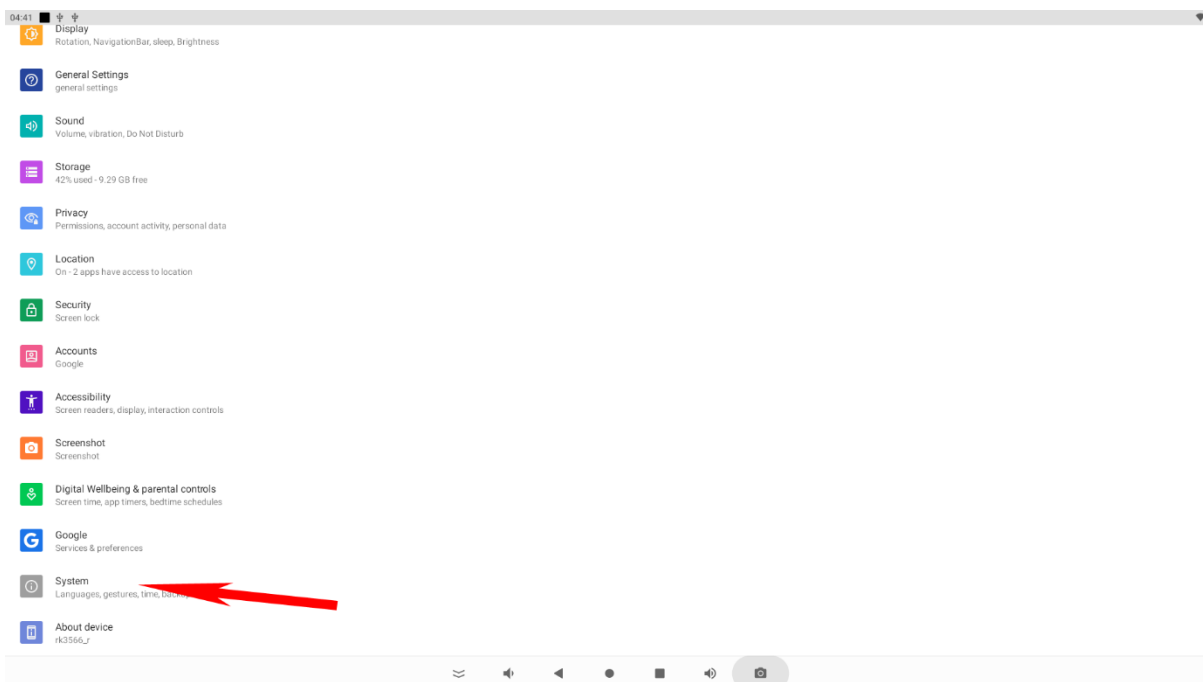 04:41
Display
Rotation, NavigationBar, sleep, Brightness
General Settings
general settings
Sound
Volume, vibration, Do Not Disturb
Storage
42% used - 9.29 GB free
Privacy
Permissions, account activity, personal data
Location
On - 2 apps have access to location
Security
Screen lock
Accounts
Google
Accessibility
Screen readers, display, interaction controls
Screenshot
Screenshot
Digital Wellbeing & parental controls
Screen time, app timers, bedtime schedules
G
Google
Services & preferences
System
Languages, gestures, time,
About device
rk3566_r